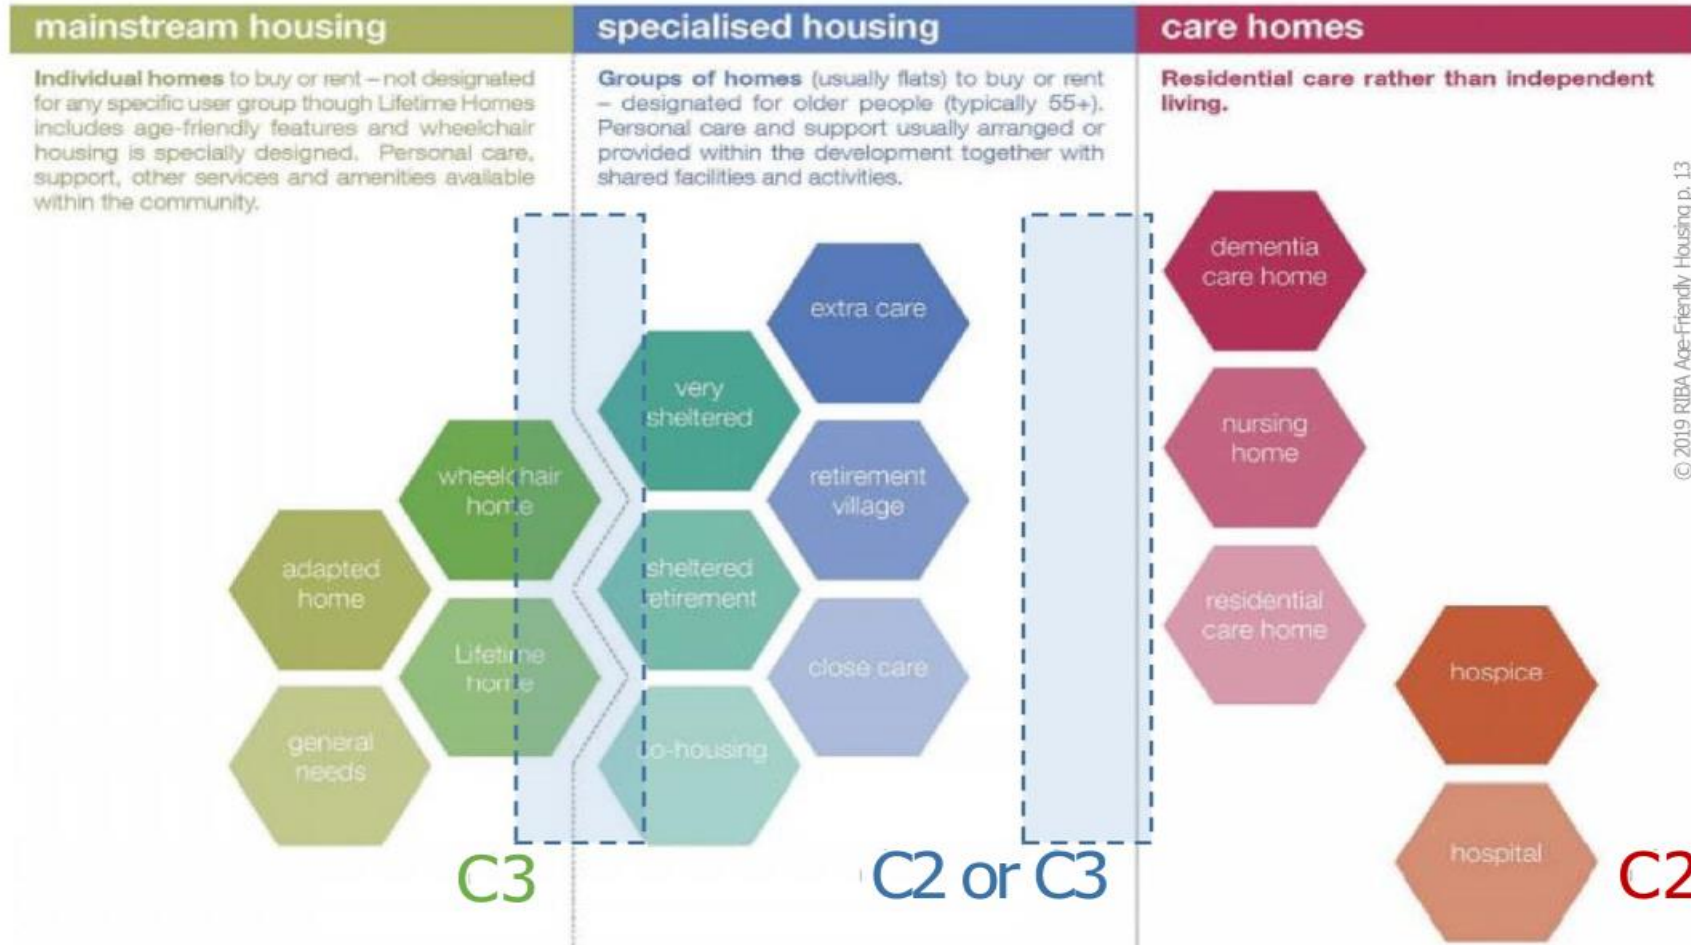 mainstream housing
Individual homes to buy or rent – not designated
for any specific user group though Lifetime Homes
includes age-friendly features and wheelchair
housing is specially designed. Personal care,
support, other services and amenities available
within the community.
specialised housing
Groups of homes (usually flats) to buy or rent
– designated for older people (typically 55+).
Personal care and support usually arranged or
provided within the development together with
shared facilities and activities.
care homes
Residential care rather than independent
living.
general
needs
adapted
home
wheelchair
home
Lifetime
home
very
sheltered
sheltered
retirement
o-housing
extra care
retirement
village
close care
dementia
care home
nursing
home
residential
care home
hospice
hospital
C3
C2 or C3
C2
© 2019 RIBA Age-Friendly Housing p. 13